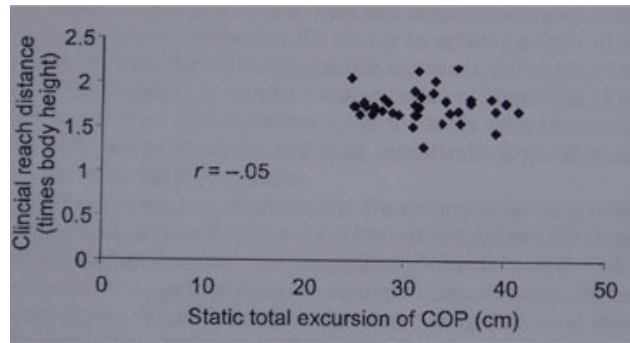 2.5
2
1.5
1
0.5
0
Clincial reach distance
(times body height)
r = –.05
0 10 20 30 40 50
Static total excursion of COP (cm)